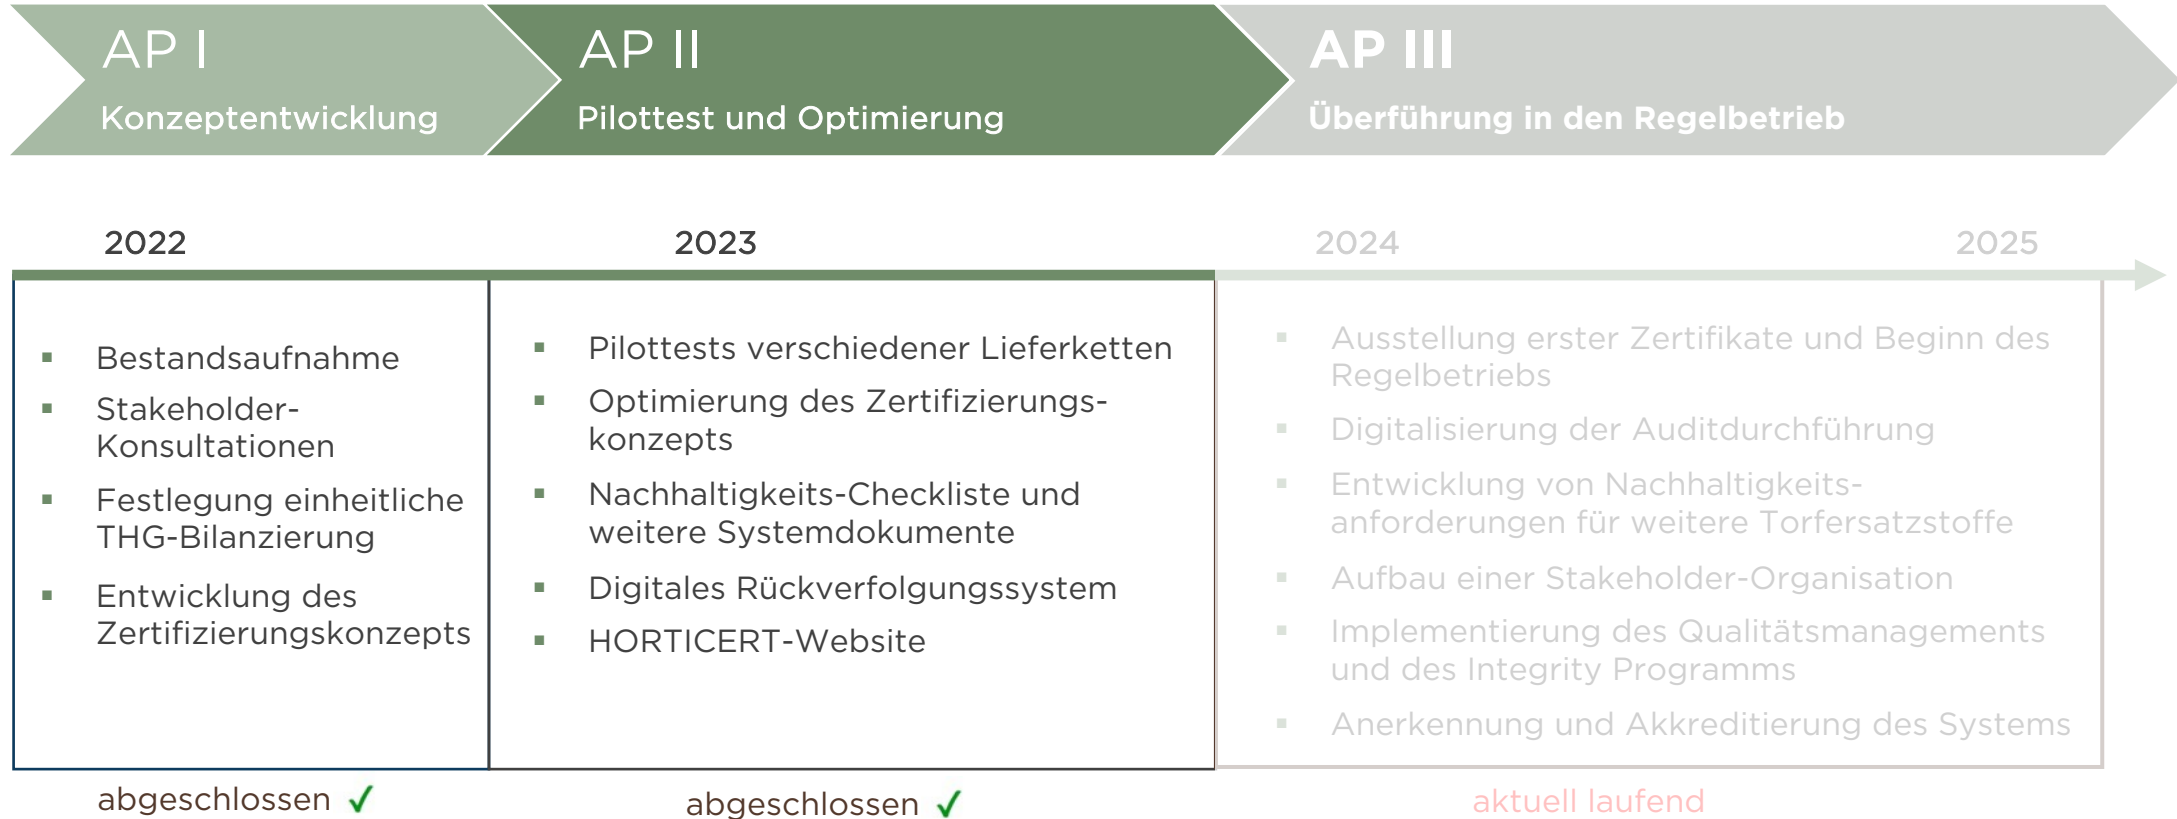 AP I
Konzeptentwicklung
AP II
Pilottest und Optimierung
AP III
Überführung in den Regelbetrieb
2022
2023
2024
2025
▪ Bestandsaufnahme
▪ Stakeholder-
Konsultationen
▪ Festlegung einheitliche
THG-Bilanzierung
▪ Entwicklung des
Zertifizierungskonzepts
abgeschlossen ✓
▪ Pilottests verschiedener Lieferketten
▪ Optimierung des Zertifizierungs-
konzepts
▪ Nachhaltigkeits-Checkliste und
weitere Systemdokumente
▪ Digitales Rückverfolgungssystem
▪ HORTICERT-Website
abgeschlossen ✓
▪ Ausstellung erster Zertifikate und Beginn des
Regelbetriebs
▪ Digitalisierung der Auditdurchführung
▪ Entwicklung von Nachhaltigkeits-
anforderungen für weitere Torfersatzstoffe
▪ Aufbau einer Stakeholder-Organisation
▪ Implementierung des Qualitätsmanagements
und des Integrity Programms
▪ Anerkennung und Akkreditierung des Systems
aktuell laufend